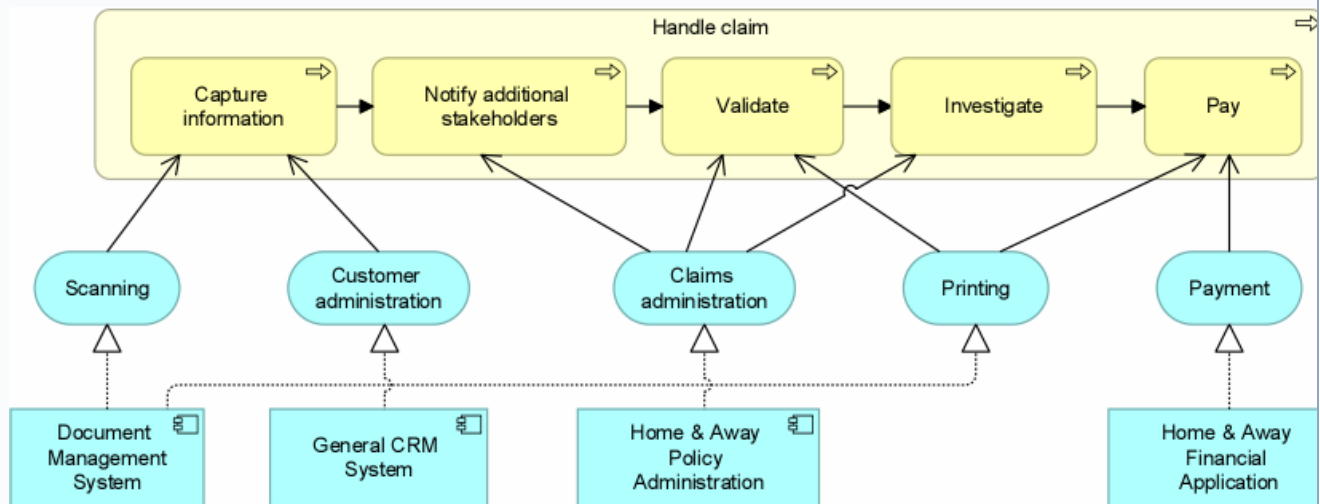 Handle claim
Capture
information
Notify additional
stakeholders
Validate
Investigate
Pay
Scanning
Customer
administration
Claims
administration
Printing
Payment
Document
Management
System
General CRM
System
Home & Away
Policy
Administration
Home & Away
Financial
Application